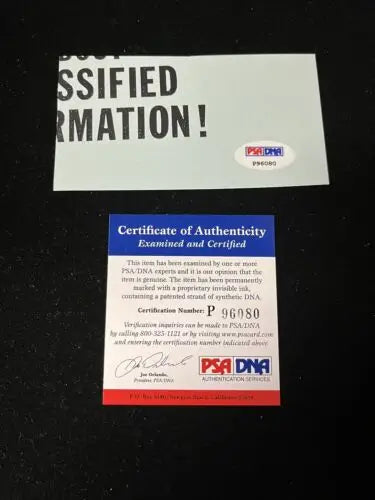 SSIFIED
RMATION!
PSA DNA
P96080
Certificate of Authenticity
Examined and Certified
This item has been examined by one or more
PSA/DNA experts and it is our opinion that the
item is genuine. The item has been permanently
marked with a proprietary invisible ink,
containing a patented strand of synthetic DNA.
Certification Number: P 96080
Verification inquiries can be made to PSA/DNA
by calling 800-325-1121 or by visiting www.psacard.com
and entering the certification number indicated above.
Joe Orlando,
President, PSA/DNA
PSA DNA
AUTHENTICATION SERVICES
P.O. Box
Newport Beach, California